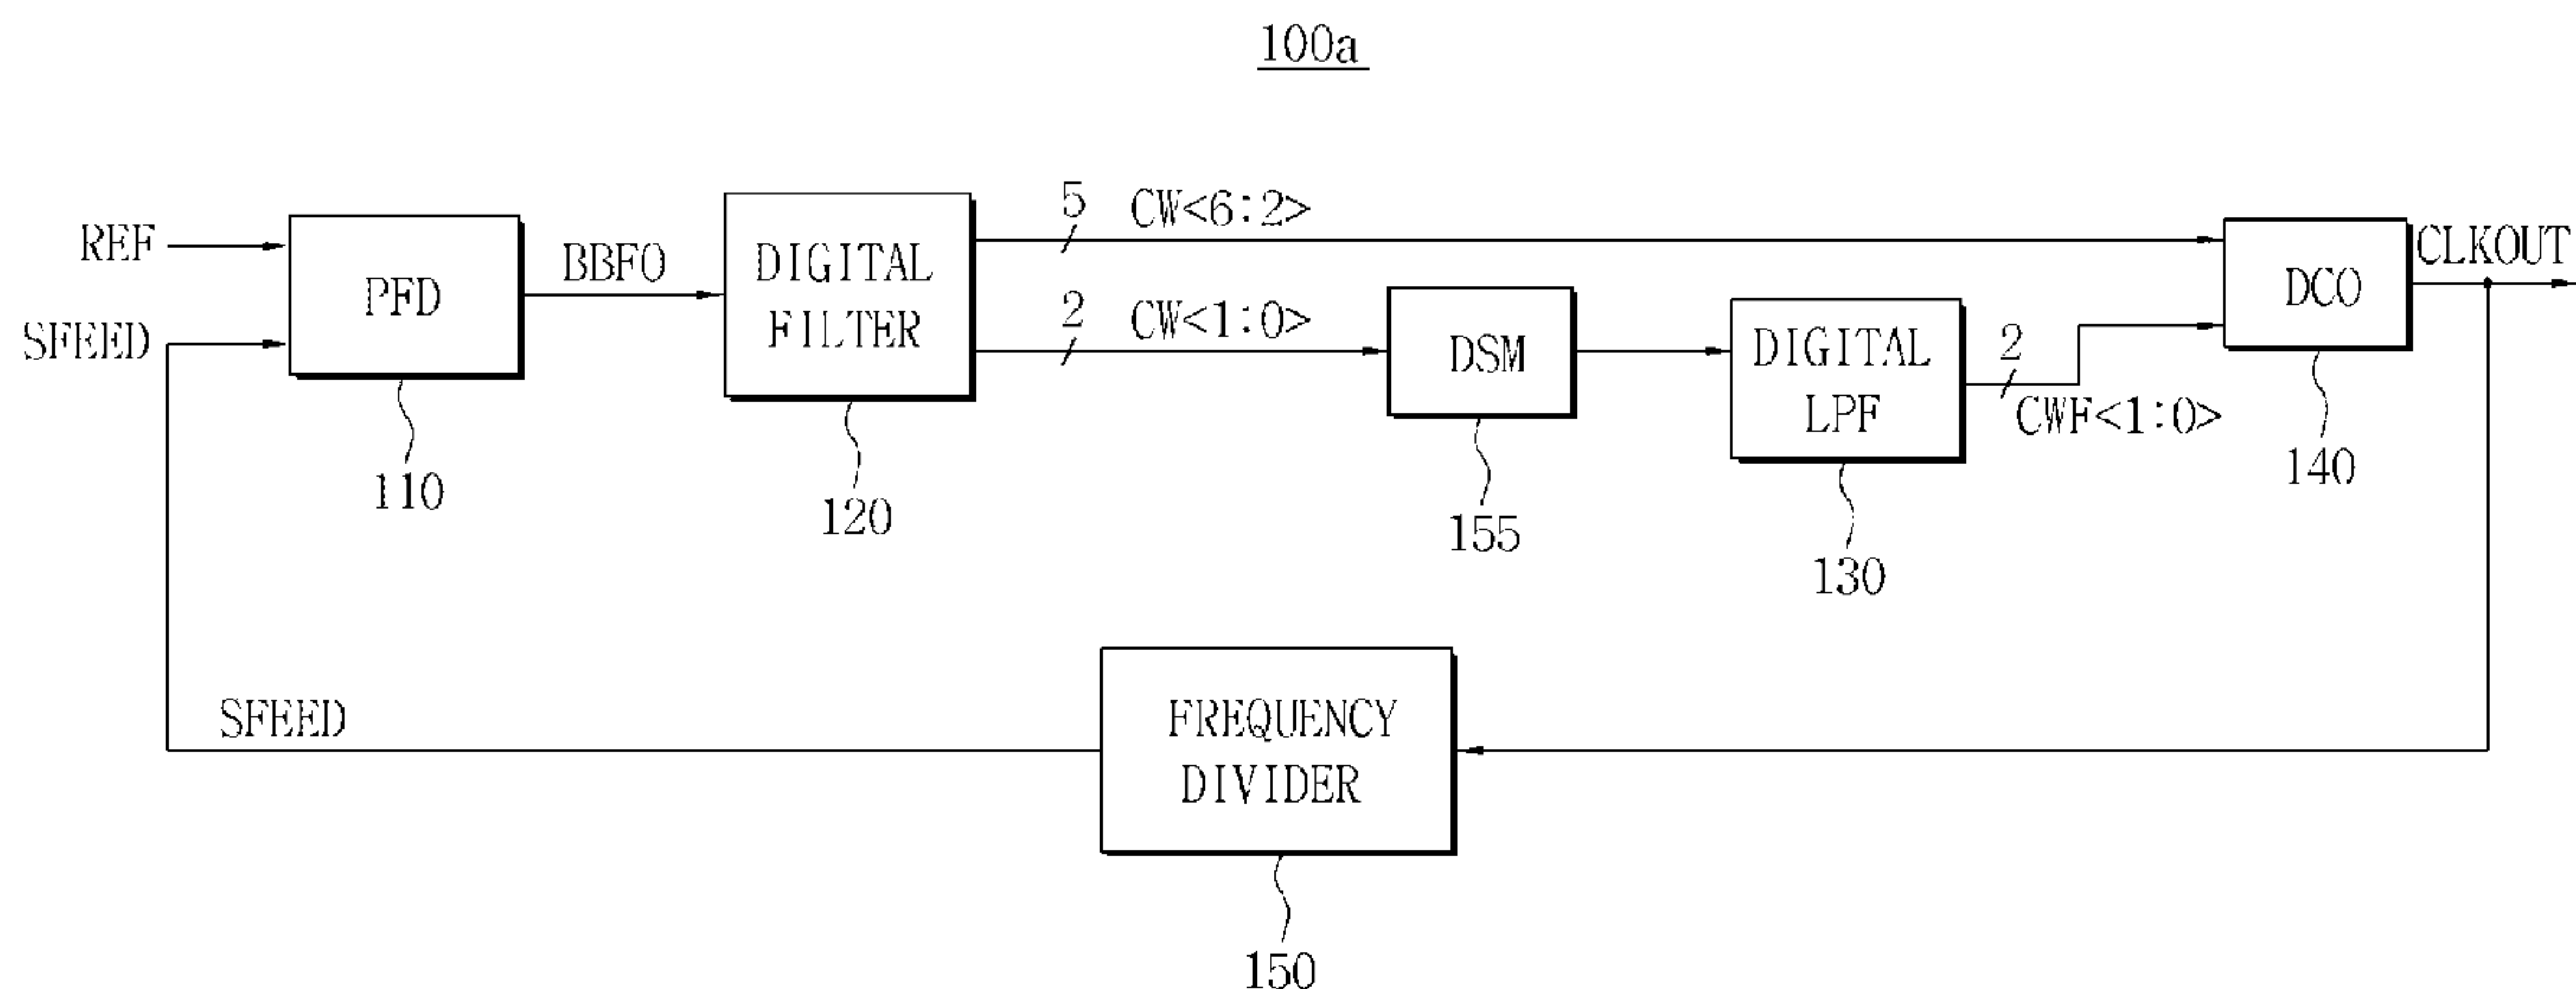 100a
REF
SFEED
PFD
110
BBFO
DIGITAL
FILTER
120
5
CW<6:2>
2
CW<1:0>
DSM
155
DIGITAL
LPF
130
2
CWF<1:0>
DCO
140
CLKOUT
SFEED
FREQUENCY
DIVIDER
150